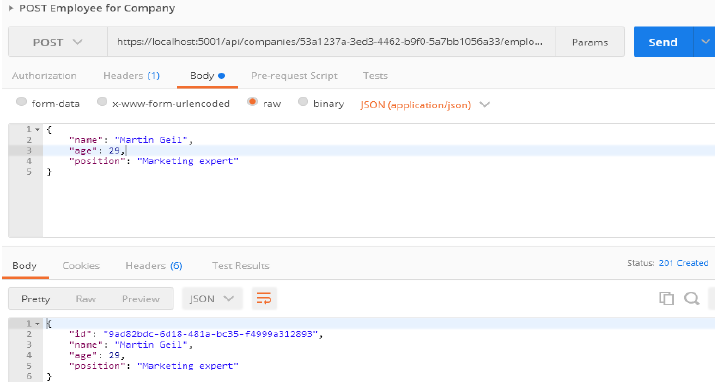 POST Employee for Company
POST https://localhost:5001/api/companies/53a1237a-3ed3-4462-b9f0-5a7bb1056a33/emplo... Params Send
Authorization Headers (1) Body Pre-request Script Tests
form-data x-www-form-urlencoded raw binary JSON (application/json)
1 {
2 "name": "Martin Geil",
3 "age": 29,
4 "position": "Marketing expert"
5 }
Body Cookies Headers (6) Test Results Status: 201 Created
Pretty Raw Preview JSON
1 {
2 "id": "9ad82bdc-6d18-481a-bc35-f4999a312893",
3 "name": "Martin Geil",
4 "age": 29,
5 "position": "Marketing expert"
6 }